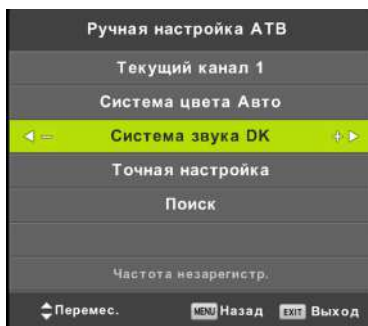 Ручная настройка АТВ
Текущий канал 1
Система цвета Авто
Система звука DK
Точная настройка
Поиск
Частота незарегистр.
Перемес. MENU Назад EXIT Выход